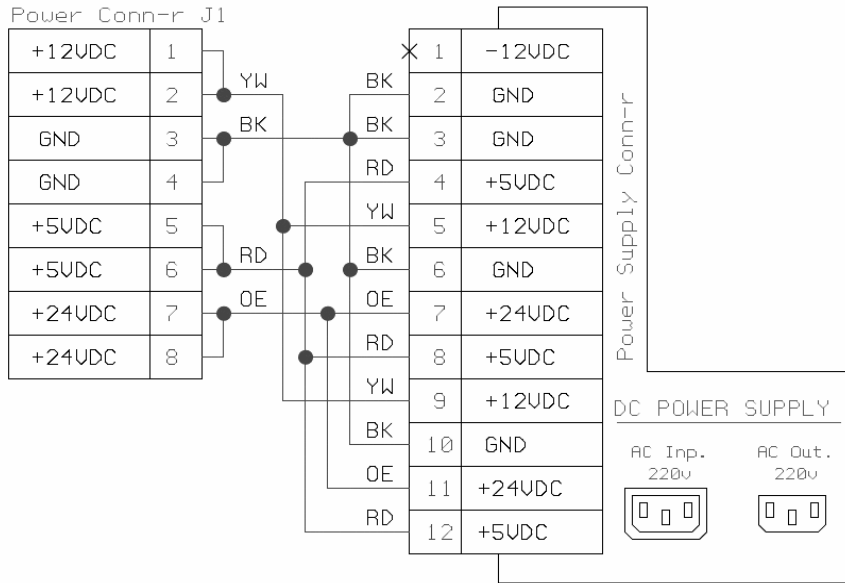 Power Conn-r J1
+12VDC 1
+12VDC 2
GND 3
GND 4
+5VDC 5
+5VDC 6
+24VDC 7
+24VDC 8
YW
BK
RD
OE
BK
BK
RD
YW
BK
OE
RD
YW
BK
OE
RD
1 -12VDC
2 GND
3 GND
4 +5VDC
5 +12VDC
6 GND
7 +24VDC
8 +5VDC
9 +12VDC
10 GND
11 +24VDC
12 +5VDC
Power Supply Conn-r
DC POWER SUPPLY
AC Inp.
220v
AC Out.
220v